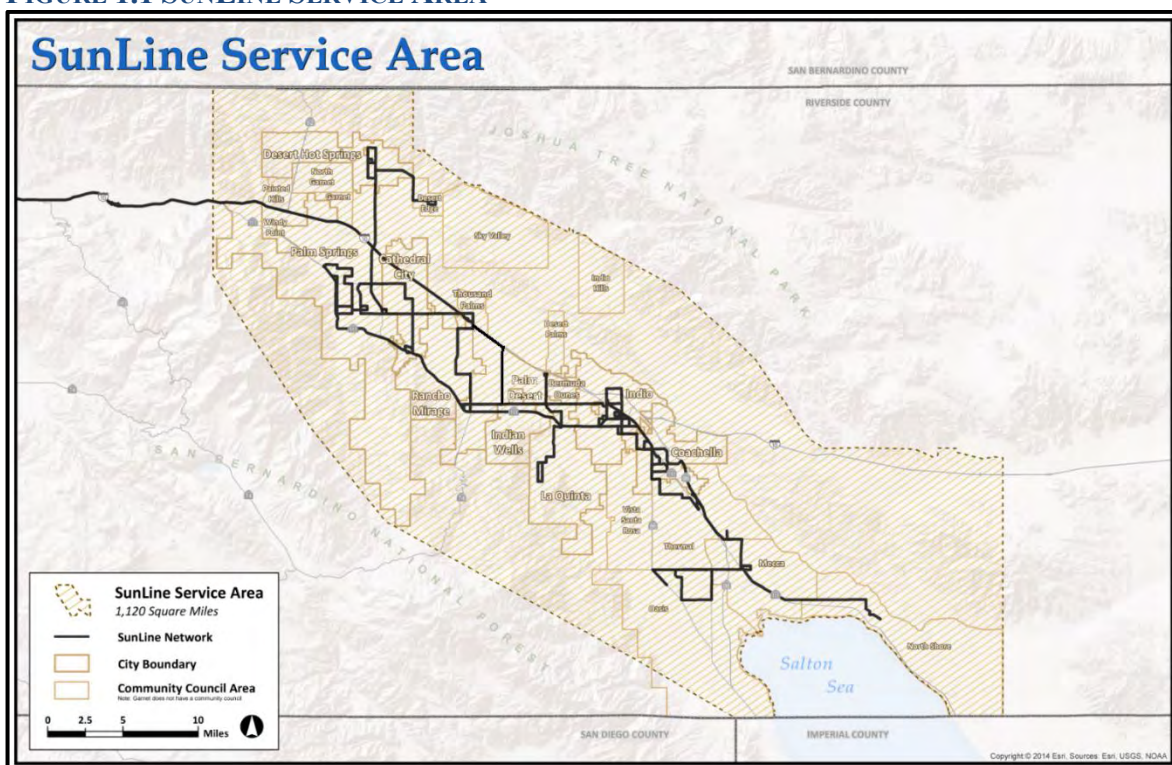 FIGURE 1.1 SUNLINE SERVICE AREA
SunLine Service Area
SAN BERNARDINO COUNTY
RIVERSIDE COUNTY
JOSHUA TREE NATIONAL PARK
Desert Hot Springs
North
Garnet
Painted
Hills
Garnet
Desert
Edge
Windy
Point
Sky Valley
Palm Springs
Cathedral
City
Indio
Hills
Thousand
Palms
Desert
Palms
Rancho
Mirage
Palm
Desert
Bermuda
Dunes
Indio
Indian
Wells
Coachella
La Quinta
Vista
Santa
Rosa
Thermal
Mecca
Oasis
North Shore
SAN BERNARDINO NATIONAL FOREST
Salton
Sea
SunLine Service Area
1,120 Square Miles
SunLine Network
City Boundary
Community Council Area
Note: Garnet does not have a community council
0 2.5 5 10
Miles
SAN DIEGO COUNTY
IMPERIAL COUNTY
Copyright:© 2014 Esri, Sources: Esri, USGS, NOAA